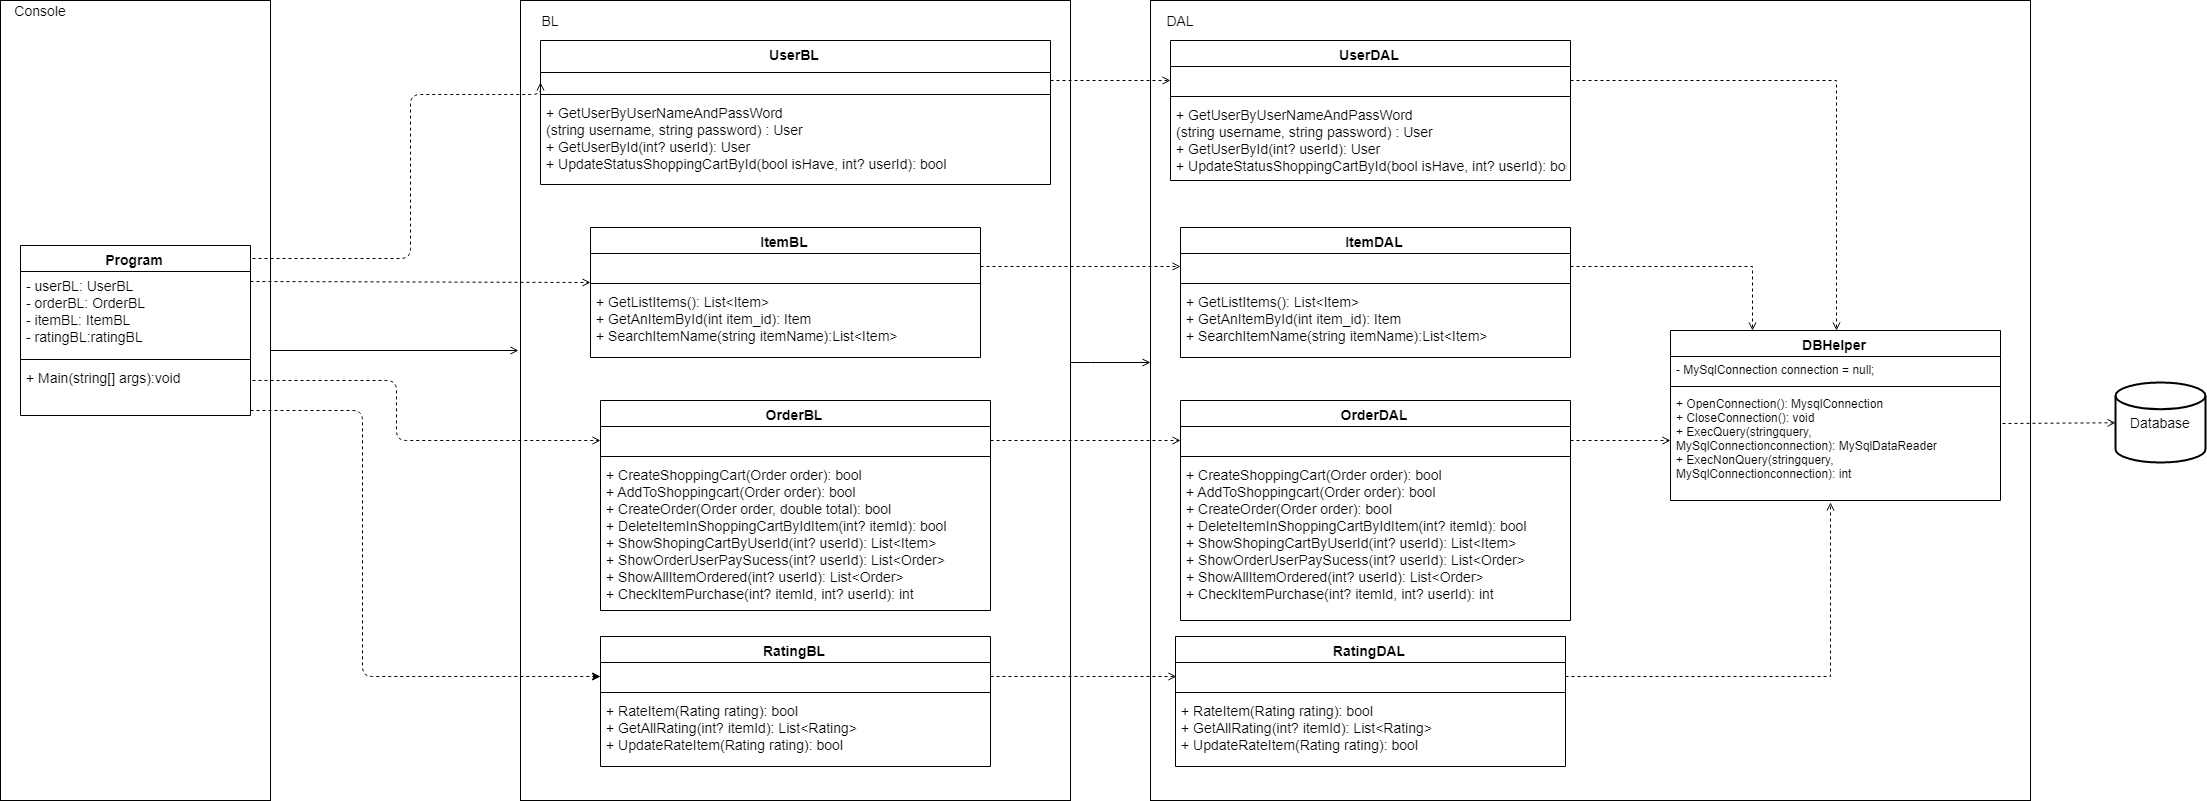 Console
Program
- userBL: UserBL
- orderBL: OrderBL
- itemBL: ItemBL
- ratingBL:ratingBL
+ Main(string[] args):void
BL
UserBL
+ GetUserByUserNameAndPassWord
(string username, string password) : User
+ GetUserById(int? userId): User
+ UpdateStatusShoppingCartById(bool isHave, int? userId): bool
ItemBL
+ GetListItems(): List<Item>
+ GetAnItemById(int item_id): Item
+ SearchItemName(string itemName):List<Item>
OrderBL
+ CreateShoppingCart(Order order): bool
+ AddToShoppingcart(Order order): bool
+ CreateOrder(Order order, double total): bool
+ DeleteItemInShoppingCartByIdItem(int? itemId): bool
+ ShowShopingCartByUserId(int? userId): List<Item>
+ ShowOrderUserPaySucess(int? userId): List<Order>
+ ShowAllItemOrdered(int? userId): List<Order>
+ CheckItemPurchase(int? itemId, int? userId): int
RatingBL
+ RateItem(Rating rating): bool
+ GetAllRating(int? itemId): List<Rating>
+ UpdateRateItem(Rating rating): bool
DAL
UserDAL
+ GetUserByUserNameAndPassWord
(string username, string password) : User
+ GetUserById(int? userId): User
+ UpdateStatusShoppingCartById(bool isHave, int? userId): bo
ItemDAL
+ GetListItems(): List<Item>
+ GetAnItemById(int item_id): Item
+ SearchItemName(string itemName):List<Item>
OrderDAL
+ CreateShoppingCart(Order order): bool
+ AddToShoppingcart(Order order): bool
+ CreateOrder(Order order): bool
+ DeleteItemInShoppingCartByIdItem(int? itemId): bool
+ ShowShopingCartByUserId(int? userId): List<Item>
+ ShowOrderUserPaySucess(int? userId): List<Order>
+ ShowAllItemOrdered(int? userId): List<Order>
+ CheckItemPurchase(int? itemId, int? userId): int
RatingDAL
+ RateItem(Rating rating): bool
+ GetAllRating(int? itemId): List<Rating>
+ UpdateRateItem(Rating rating): bool
DBHelper
- MySqlConnection connection = null;
+ OpenConnection(): MysqlConnection
+ CloseConnection(): void
+ ExecQuery(stringquery,
MySqlConnectionconnection): MySqlDataReader
+ ExecNonQuery(stringquery,
MySqlConnectionconnection): int
Database